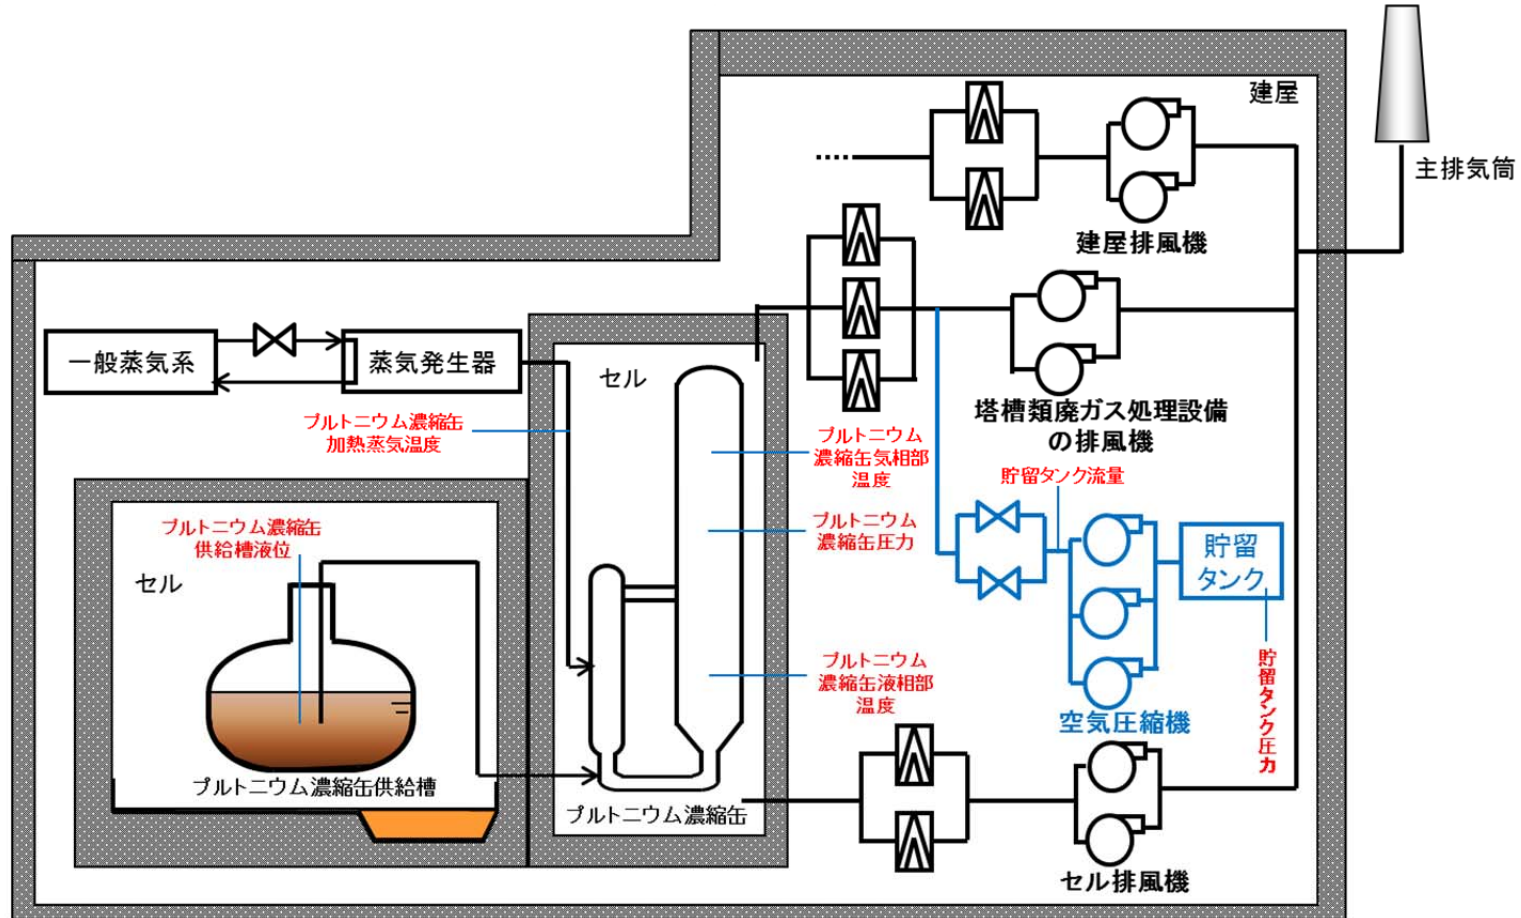 建屋
主排気筒
建屋排風機
一般蒸気系
蒸気発生器
セル
塔槽類廃ガス処理設備
の排風機
プルトニウム濃縮缶
加熱蒸気温度
プルトニウム
濃縮缶気相部
温度
貯留タンク流量
プルトニウム濃縮缶
供給槽液位
プルトニウム
濃縮缶圧力
貯留
タンク
セル
プルトニウム
濃縮缶液相部
温度
貯留タンク圧力
空気圧縮機
プルトニウム濃縮缶供給槽
プルトニウム濃縮缶
セル排風機